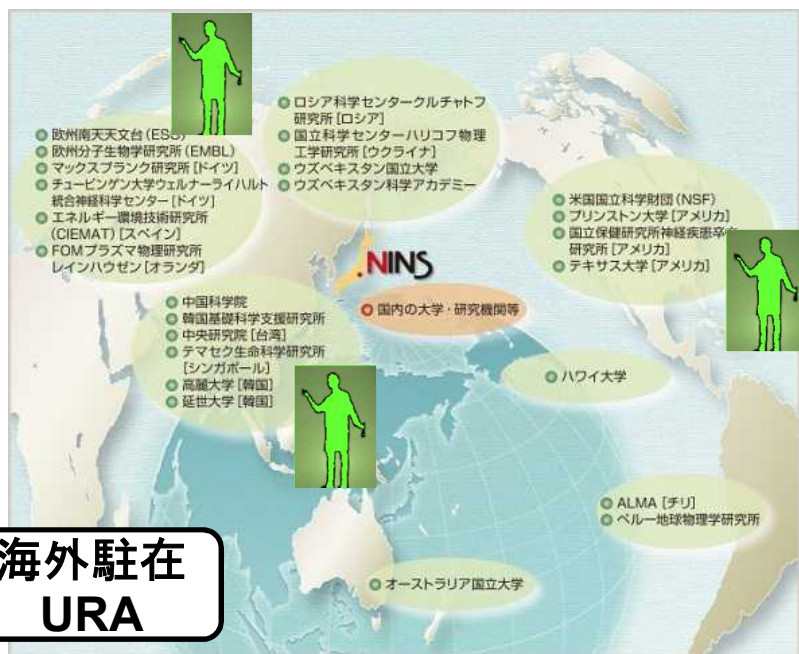 欧州南天天文台(ESO)
欧州分子生物学研究所(EMBL)
マックスプランク研究所[ドイツ]
チュービンゲン大学ウェルナーライハルト
統合神経科学センター[ドイツ]
エネルギー環境技術研究所
(CIEMAT)[スペイン]
FOMプラズマ物理研究所
レインハウゼン[オランダ]
ロシア科学センタークルチャトフ
研究所[ロシア]
国立科学センターハリコフ物理
工学研究所[ウクライナ]
ウズベキスタン国立大学
ウズベキスタン科学アカデミー
米国国立科学財団(NSF)
プリンストン大学[アメリカ]
国立保健研究所神経疾患卒中
研究所[アメリカ]
テキサス大学[アメリカ]
NINS
国内の大学・研究機関等
中国科学院
韓国基礎科学支援研究所
中央研究院[台湾]
テマセク生命科学研究所
[シンガポール]
高麗大学[韓国]
延世大学[韓国]
ハワイ大学
ALMA[チリ]
ペルー地球物理学研究所
オーストラリア国立大学
海外駐在
URA